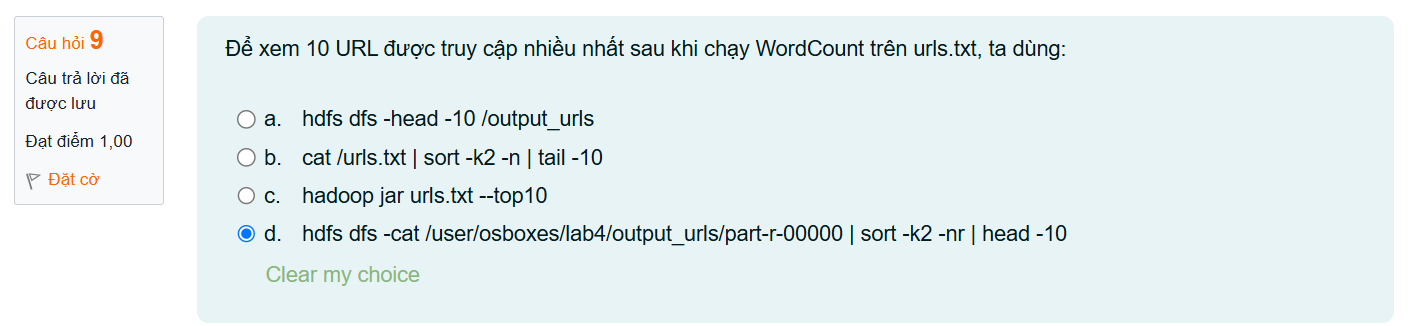 Câu hỏi 9
Câu trả lời đã
được lưu
Đạt điểm 1,00
Đặt cờ
Để xem 10 URL được truy cập nhiều nhất sau khi chạy WordCount trên urls.txt, ta dùng:
a. hdfs dfs -head -10 /output_urls
b. cat /urls.txt | sort -k2 -n | tail -10
c. hadoop jar urls.txt --top10
d. hdfs dfs -cat /user/osboxes/lab4/output_urls/part-r-00000 | sort -k2 -nr | head -10
Clear my choice